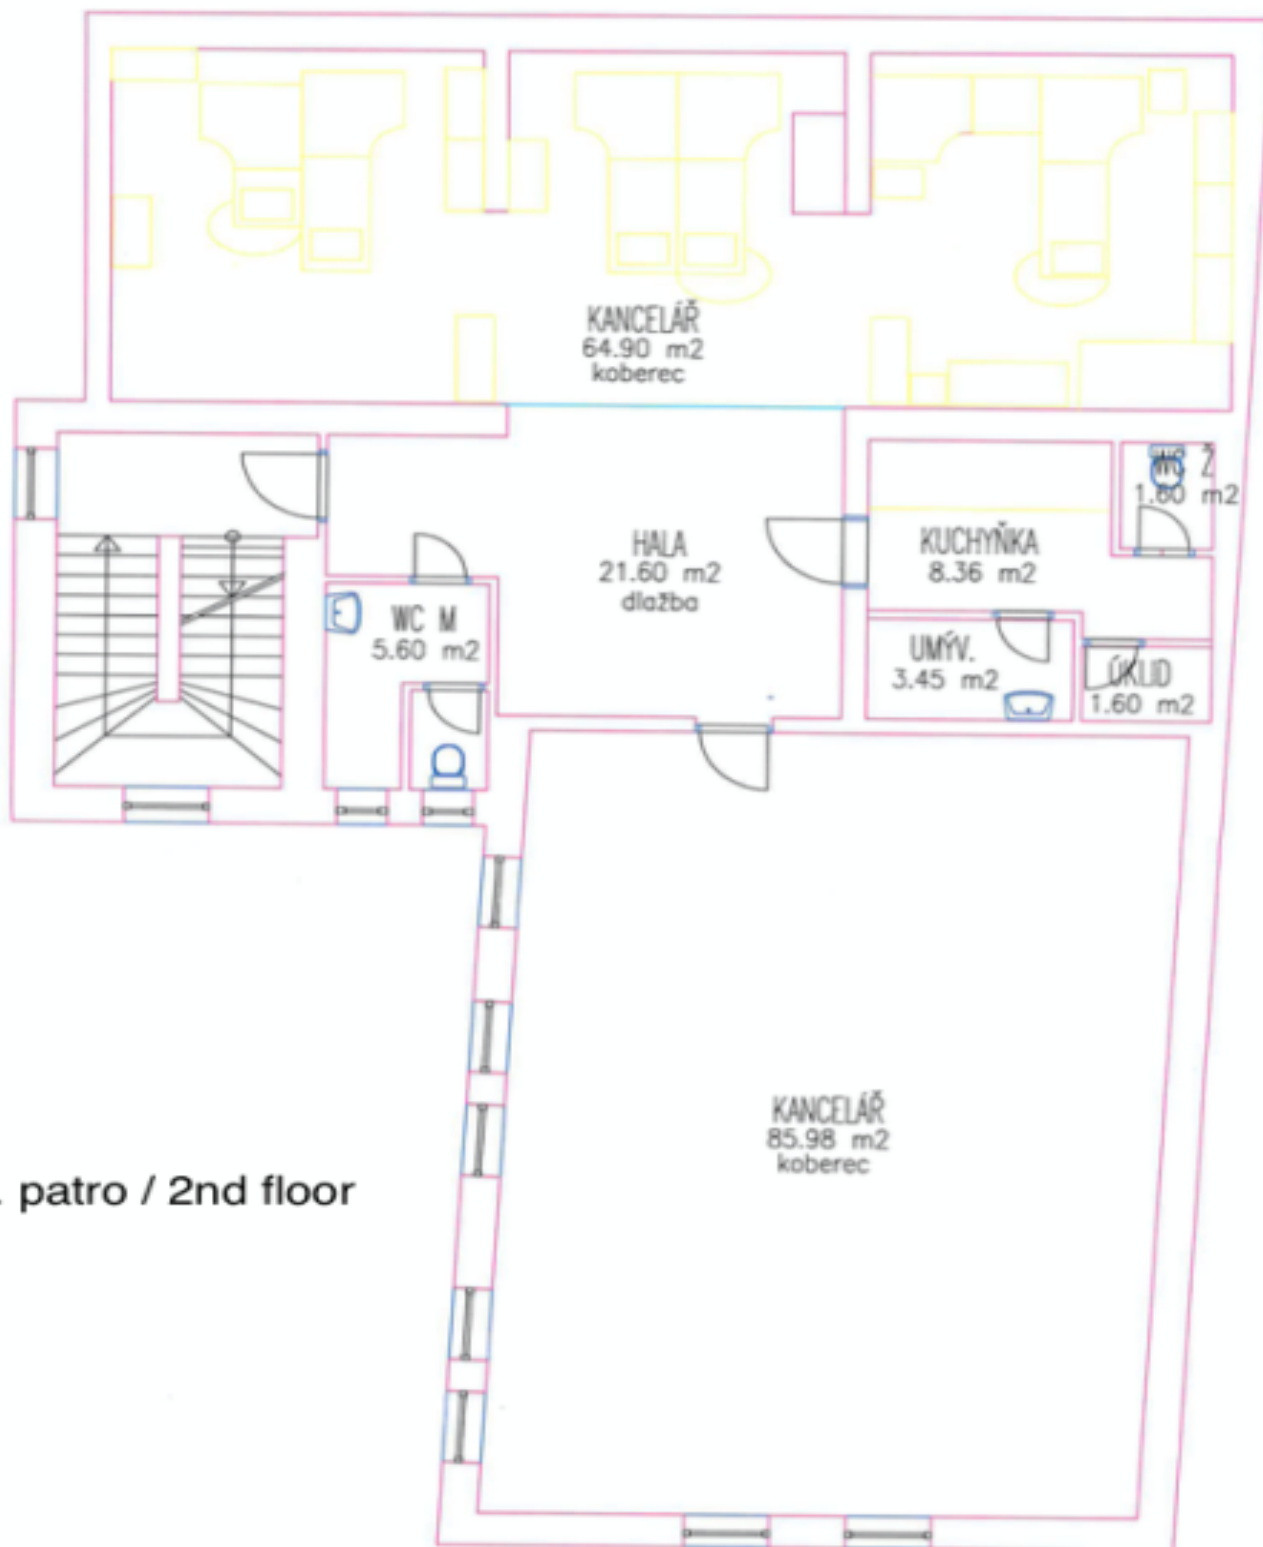 KANCELÁŘ
64.90 m2
koberec
WC Ž
1.60 m2
HALA
21.60 m2
dlažba
KUCHYŇKA
8.36 m2
WC M
5.60 m2
UMÝV.
3.45 m2
ÚKLID
1.60 m2
KANCELÁŘ
85.98 m2
koberec
. patro / 2nd floor